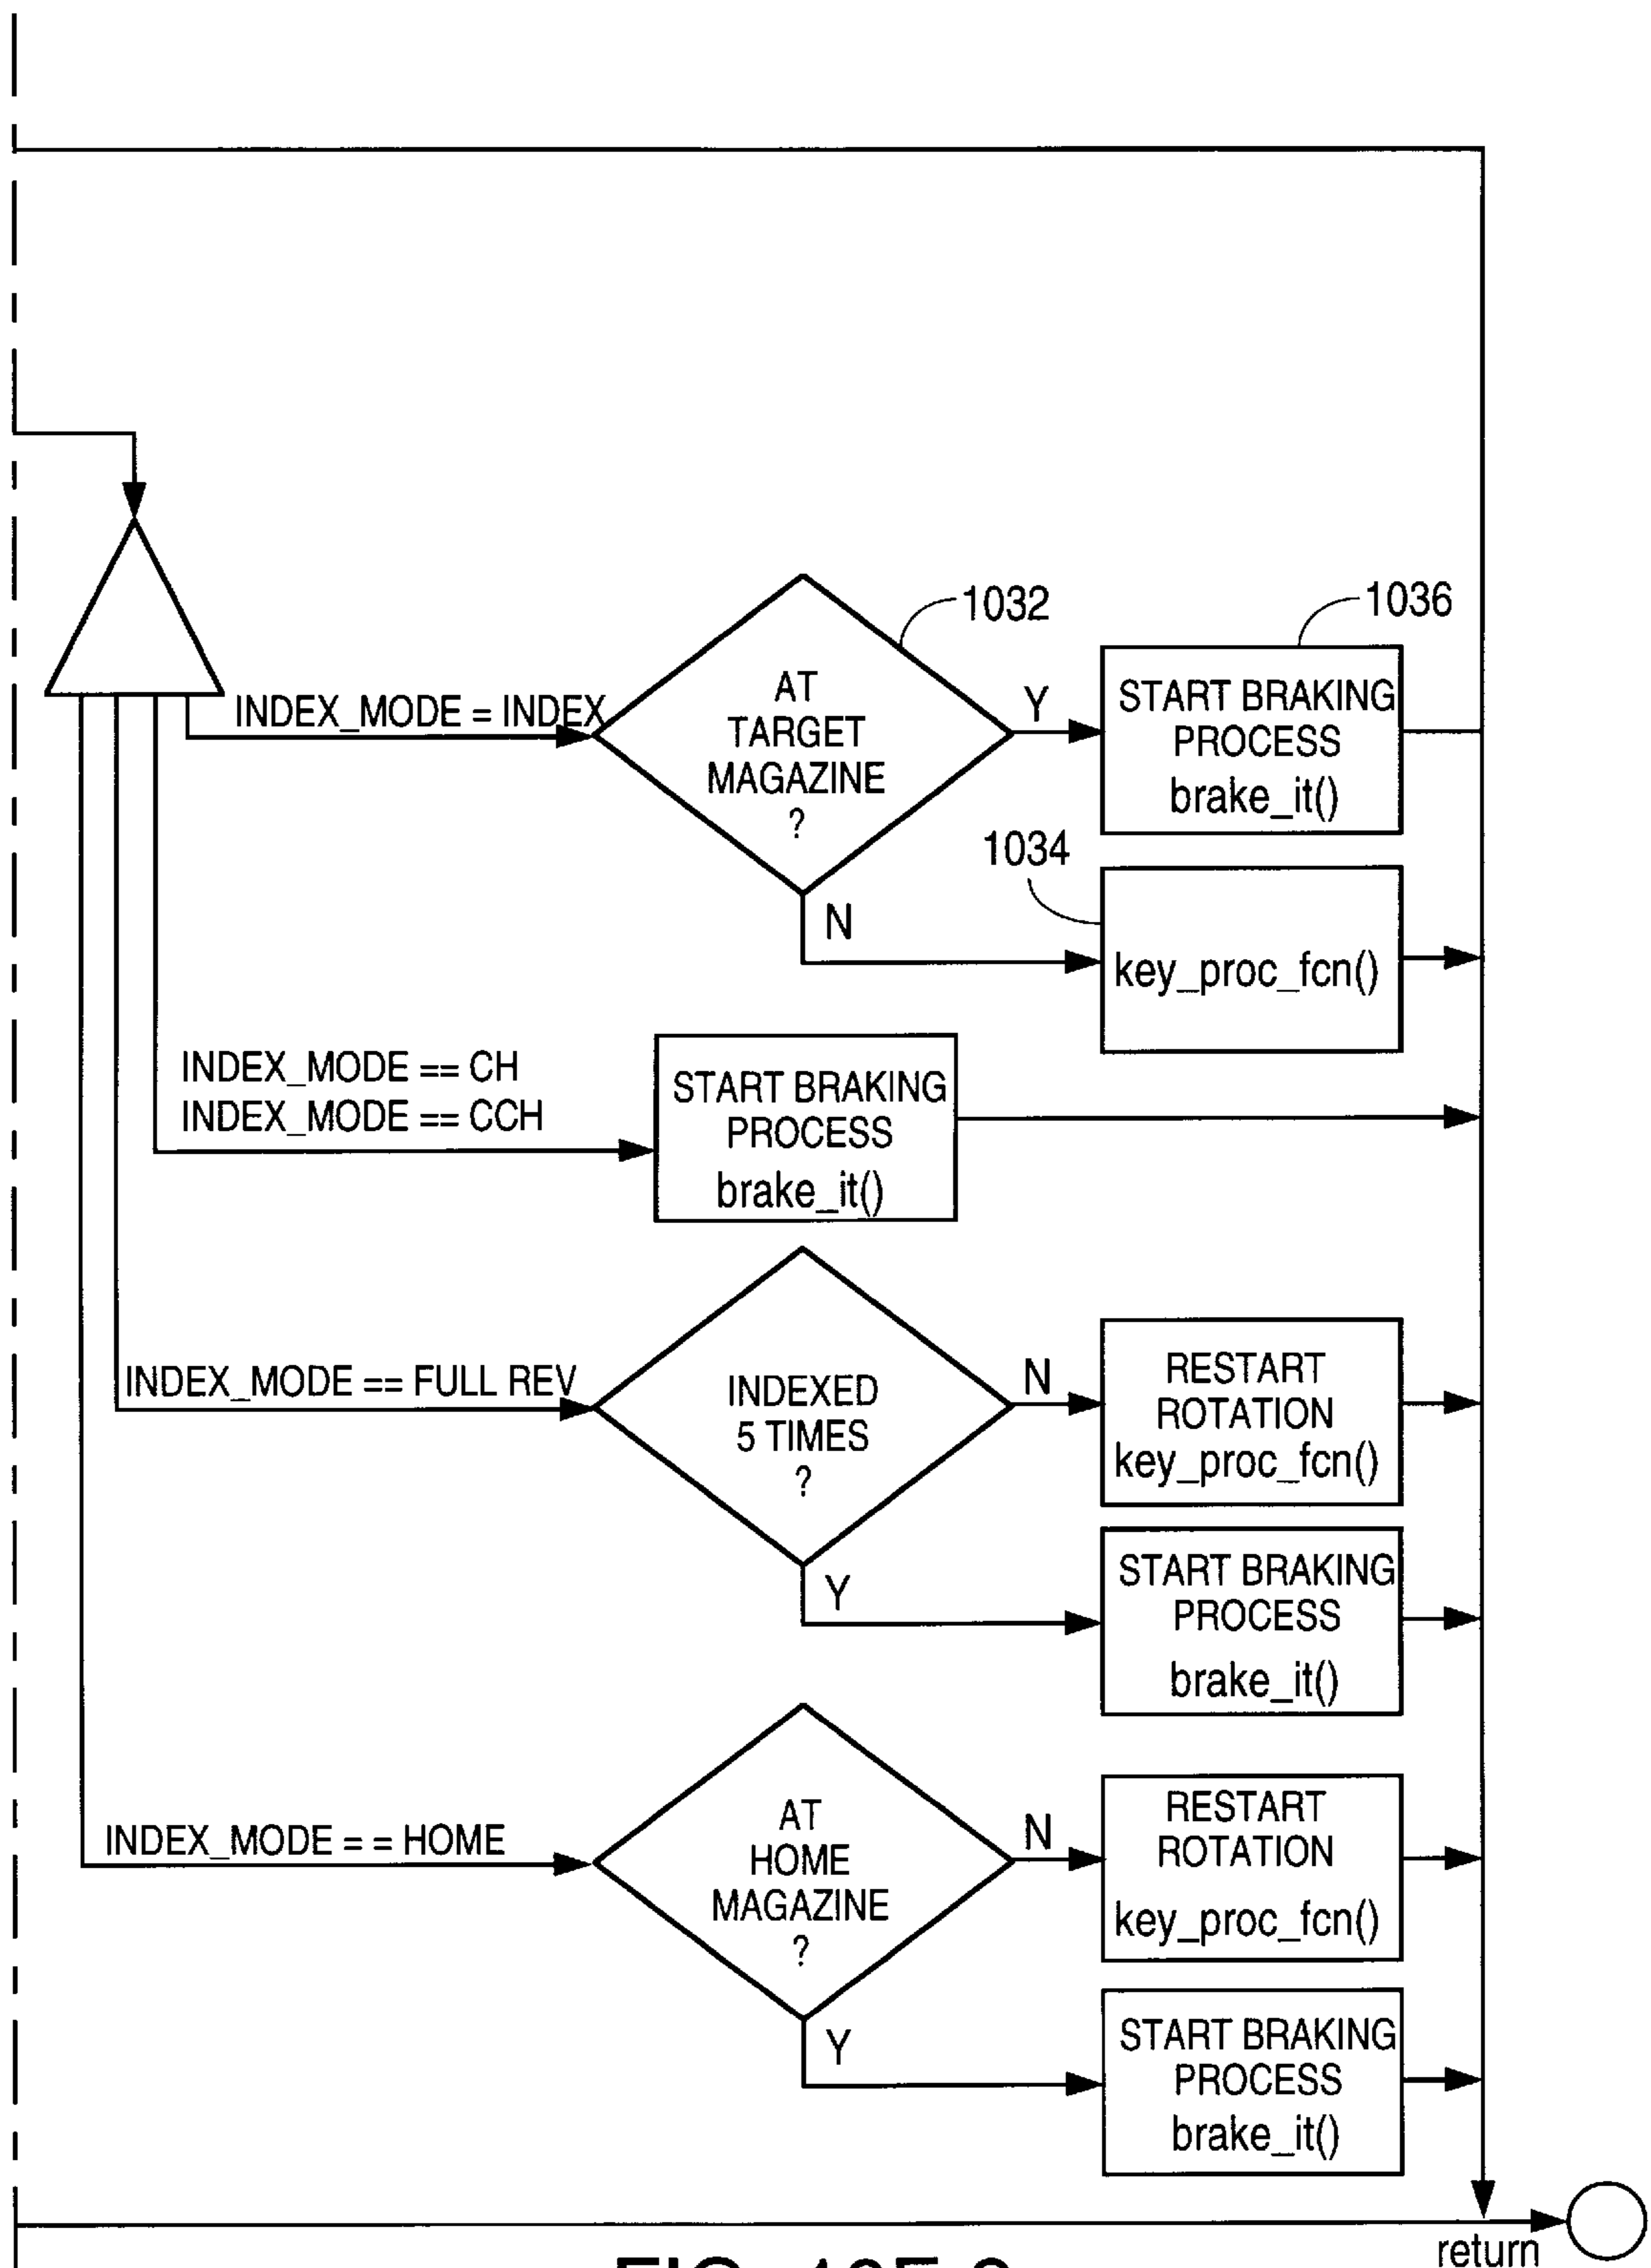 1032
1036
INDEX_MODE = INDEX
AT
TARGET
MAGAZINE
?
Y
START BRAKING
PROCESS
brake_it()
1034
N
key_proc_fcn()
INDEX_MODE == CH
INDEX_MODE == CCH
START BRAKING
PROCESS
brake_it()
INDEX_MODE == FULL REV
INDEXED
5 TIMES
?
N
RESTART
ROTATION
key_proc_fcn()
Y
START BRAKING
PROCESS
brake_it()
INDEX_MODE = = HOME
AT
HOME
MAGAZINE
?
N
RESTART
ROTATION
key_proc_fcn()
Y
START BRAKING
PROCESS
brake_it()
return